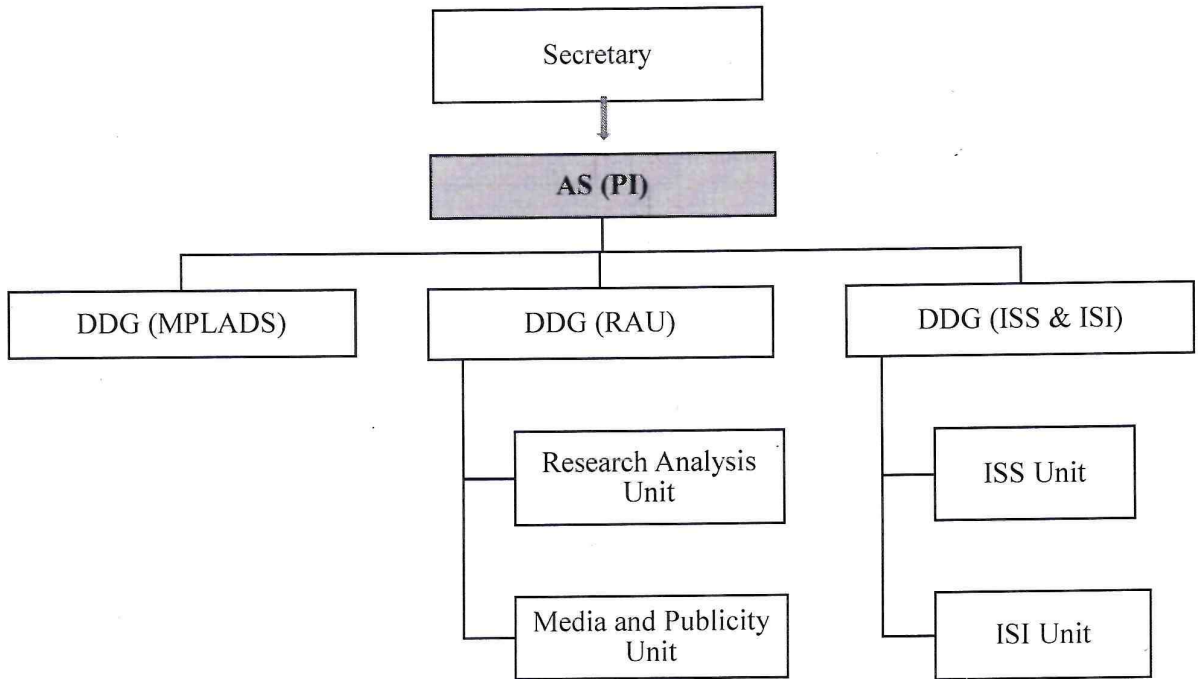 Secretary
AS (PI)
DDG (MPLADS)
DDG (RAU)
DDG (ISS & ISI)
Research Analysis
Unit
ISS Unit
Media and Publicity
Unit
ISI Unit